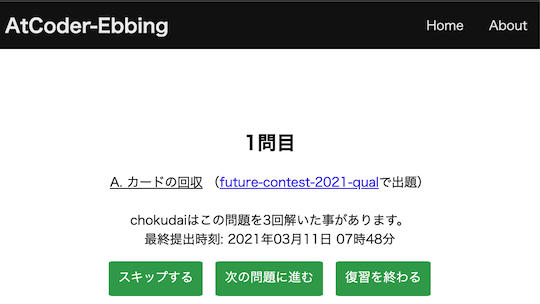 AtCoder-Ebbing Home About
1問目
A. カードの回収 （future-contest-2021-qualで出題）
chokudaiはこの問題を3回解いた事があります。
最終提出時刻: 2021年03月11日 07時48分
スキップする 次の問題に進む 復習を終わる